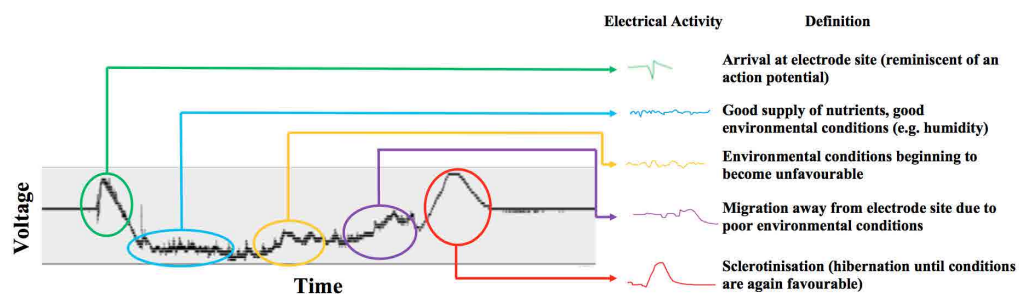 Electrical Activity
Definition
Arrival at electrode site (reminiscent of an
action potential)
Good supply of nutrients, good
environmental conditions (e.g. humidity)
Environmental conditions beginning to
become unfavourable
Migration away from electrode site due to
poor environmental conditions
Sclerotinisation (hibernation until conditions
are again favourable)
Voltage
Time